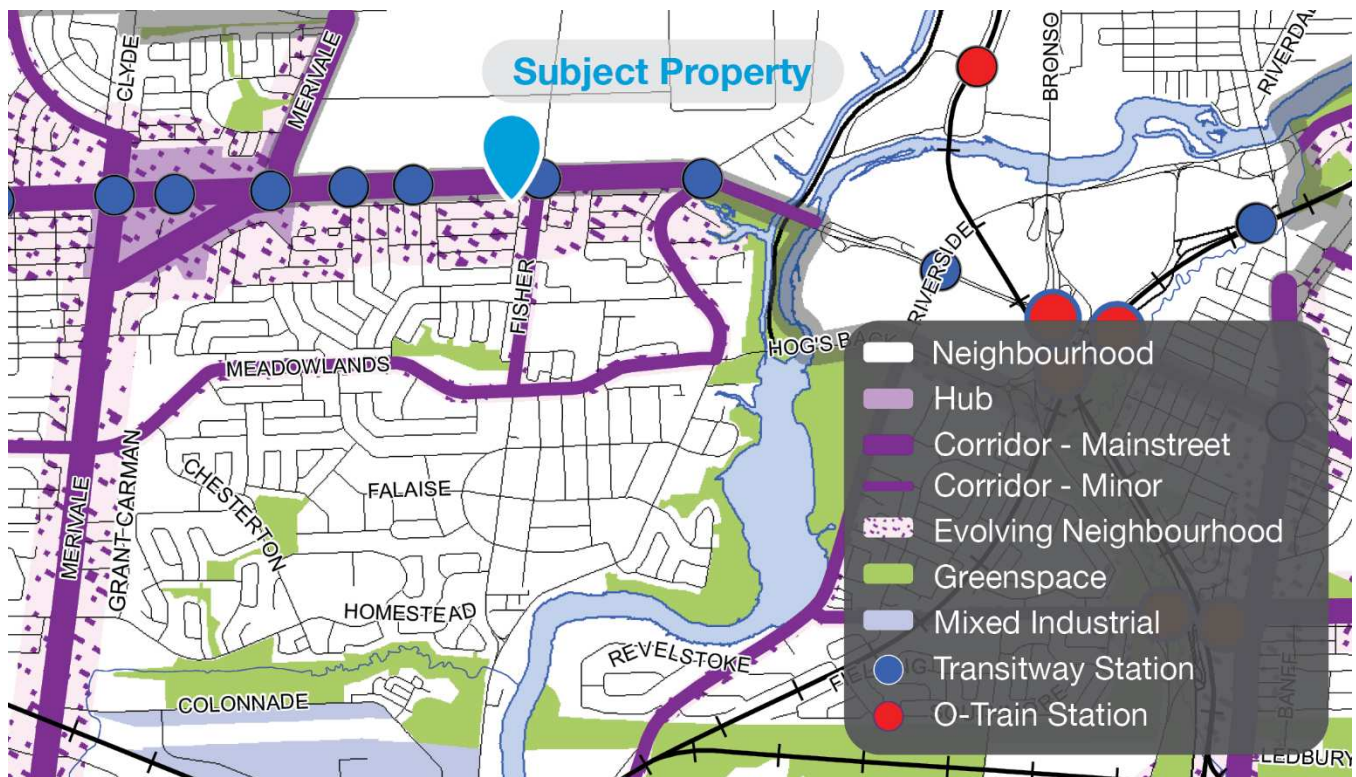 CLYDE
MERIVALE
Subject Property
BRONSO
RIVERDA
RIVERSIDE
FISHER
HOG'S BACK
MEADOWLANDS
MERIVALE
GRANT-CARMAN
CHESTERTON
FALAISE
HOMESTEAD
REVELSTOKE
COLONNADE
Neighbourhood
Hub
Corridor - Mainstreet
Corridor - Minor
Evolving Neighbourhood
Greenspace
Mixed Industrial
Transitway Station
O-Train Station
BANFF
LEDBURY